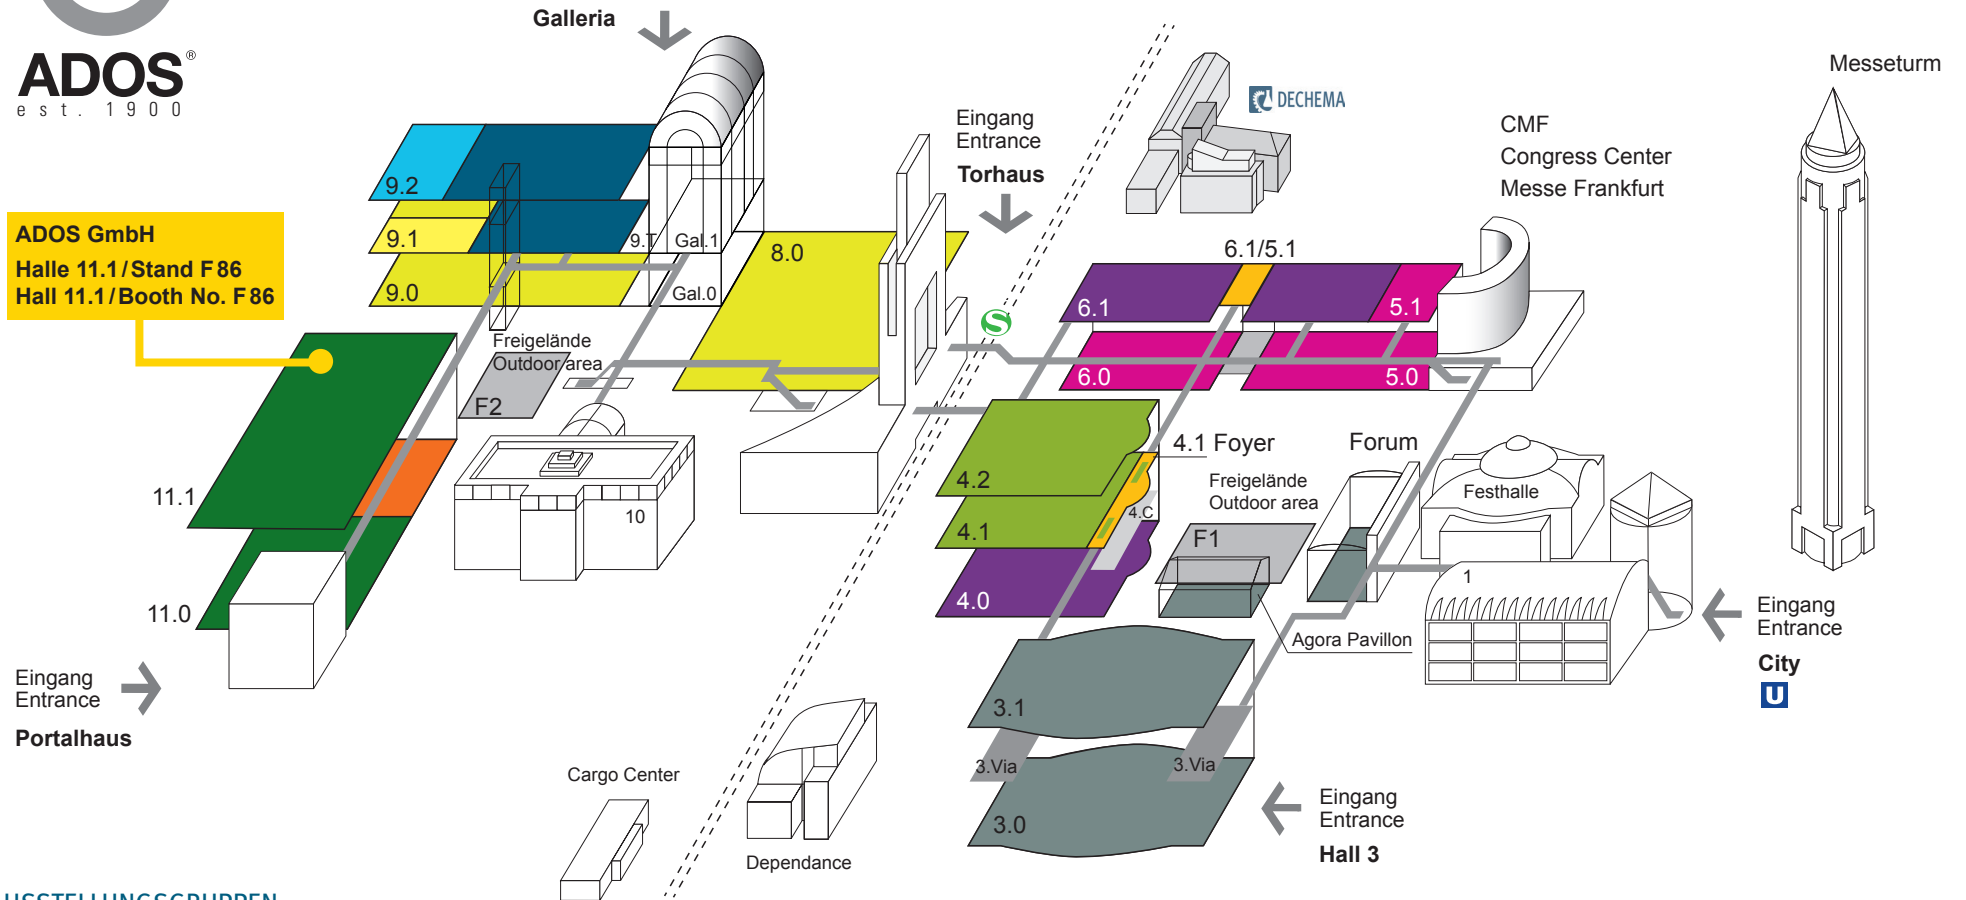 ADOS®
est. 1900
Galleria
ADOS GmbH
Halle 11.1/Stand F86
Hall 11.1/Booth No. F86
9.2
9.1
9.T
Gal.1
9.0
Gal.0
8.0
Freigelände
Outdoor area
F2
10
11.1
11.0
Eingang
Entrance
Portalhaus
Eingang
Entrance
Torhaus
DECHEMA
CMF
Congress Center
Messe Frankfurt
Messeturm
S
6.1/5.1
6.1
5.1
6.0
5.0
4.2
4.1
4.0
4.C
4.1 Foyer
Freigelände
Outdoor area
F1
Forum
Festhalle
1
Agora Pavillon
Eingang
Entrance
City
U
3.1
3.Via
3.Via
3.0
Eingang
Entrance
Hall 3
Cargo Center
Dependance